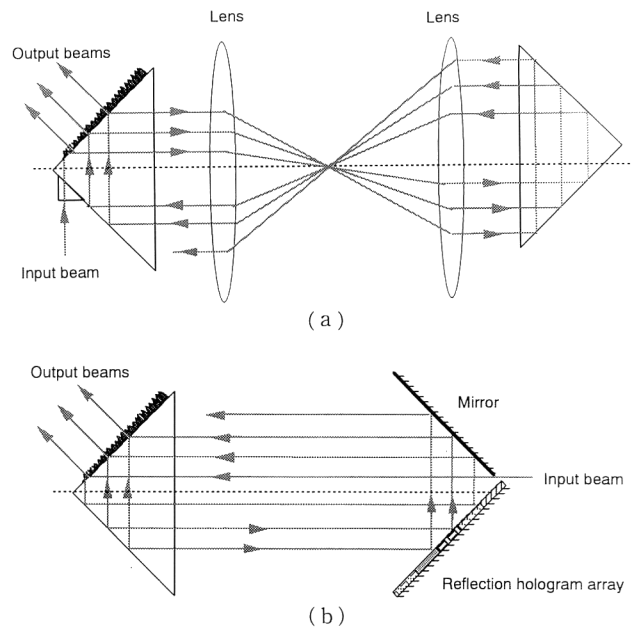 Lens
Lens
Output beams
Input beam
(a)
Output beams
Mirror
Input beam
Reflection hologram array
(b)